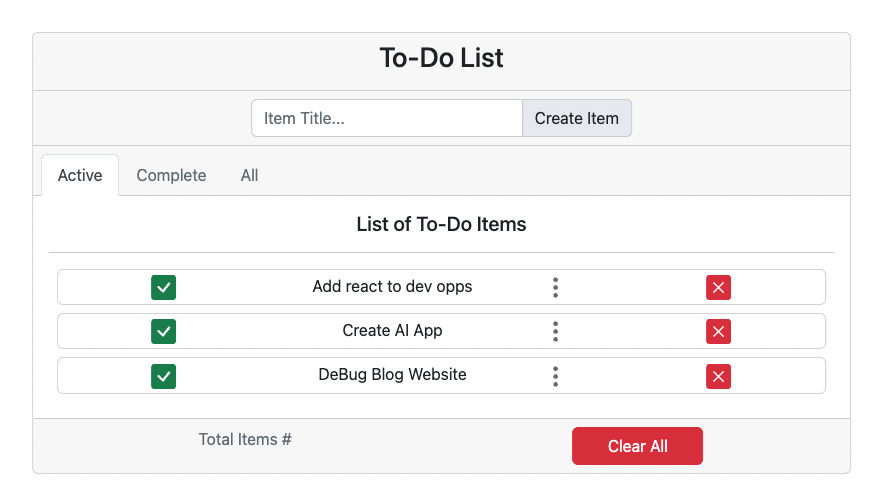 To-Do List
Item Title... Create Item
Active Complete All
List of To-Do Items
Add react to dev opps
Create AI App
DeBug Blog Website
Total Items # Clear All